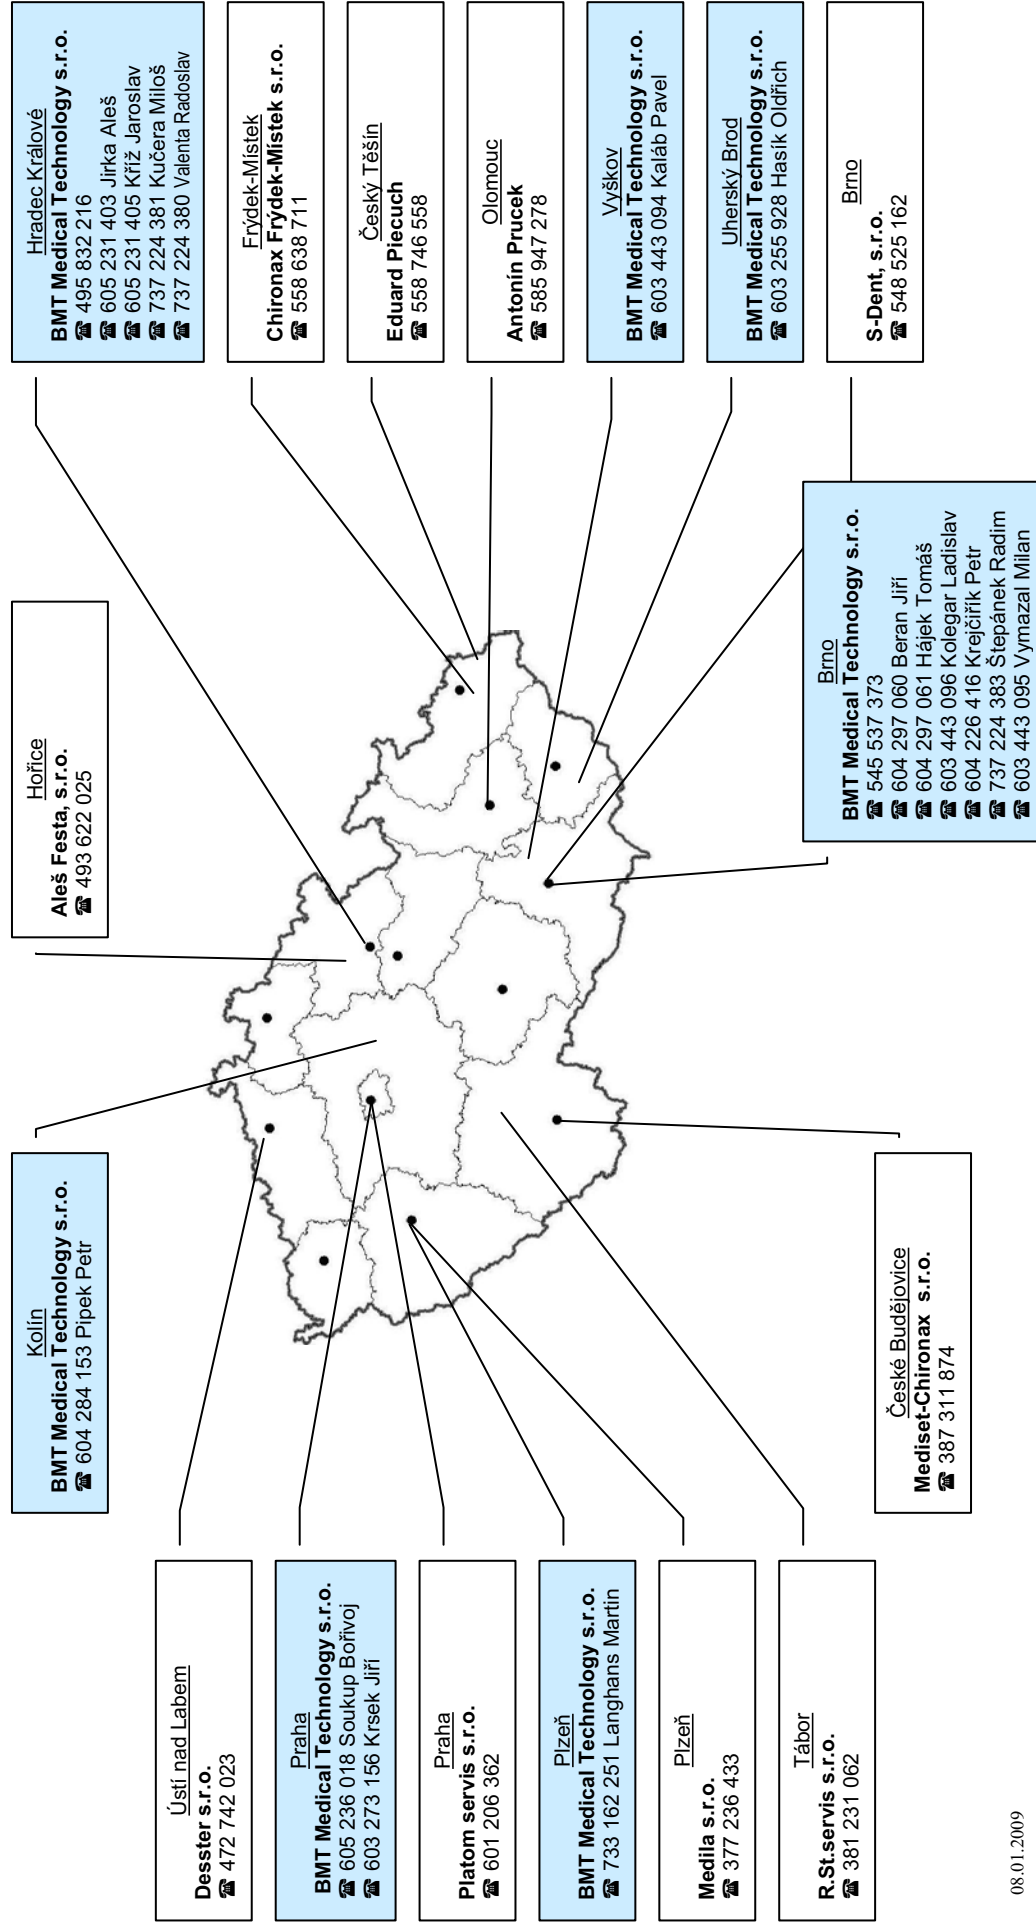 Hořice
Aleš Festa, s.r.o.
☎ 493 622 025
Kolín
BMT Medical Technology s.r.o.
☎ 604 284 153 Pipek Petr
Ústí nad Labem
Desster s.r.o.
☎ 472 742 023
Praha
BMT Medical Technology s.r.o.
☎ 605 236 018 Soukup Bořivoj
☎ 603 273 156 Krsek Jiří
Praha
Platom servis s.r.o.
☎ 601 206 362
Plzeň
BMT Medical Technology s.r.o.
☎ 733 162 251 Langhans Martin
Plzeň
Medila s.r.o.
☎ 377 236 433
Tábor
R.St.servis s.r.o.
☎ 381 231 062
České Budějovice
Mediset-Chironax s.r.o.
☎ 387 311 874
Hradec Králové
BMT Medical Technology s.r.o.
☎ 495 832 216
☎ 605 231 403 Jirka Aleš
☎ 605 231 405 Kříž Jaroslav
☎ 737 224 381 Kučera Miloš
☎ 737 224 380 Valenta Radoslav
Frýdek-Místek
Chironax Frýdek-Místek s.r.o.
☎ 558 638 711
Český Těšín
Eduard Piecuch
☎ 558 746 558
Olomouc
Antonín Prucek
☎ 585 947 278
Vyškov
BMT Medical Technology s.r.o.
☎ 603 443 094 Kaláb Pavel
Uherský Brod
BMT Medical Technology s.r.o.
☎ 603 255 928 Hasík Oldřich
Brno
S-Dent, s.r.o.
☎ 548 525 162
Brno
BMT Medical Technology s.r.o.
☎ 545 537 373
☎ 604 297 060 Beran Jiří
☎ 604 297 061 Hájek Tomáš
☎ 603 443 096 Kolegar Ladislav
☎ 604 226 416 Krejčiřík Petr
☎ 737 224 383 Štepánek Radim
☎ 603 443 095 Vymazal Milan
08.01.2009